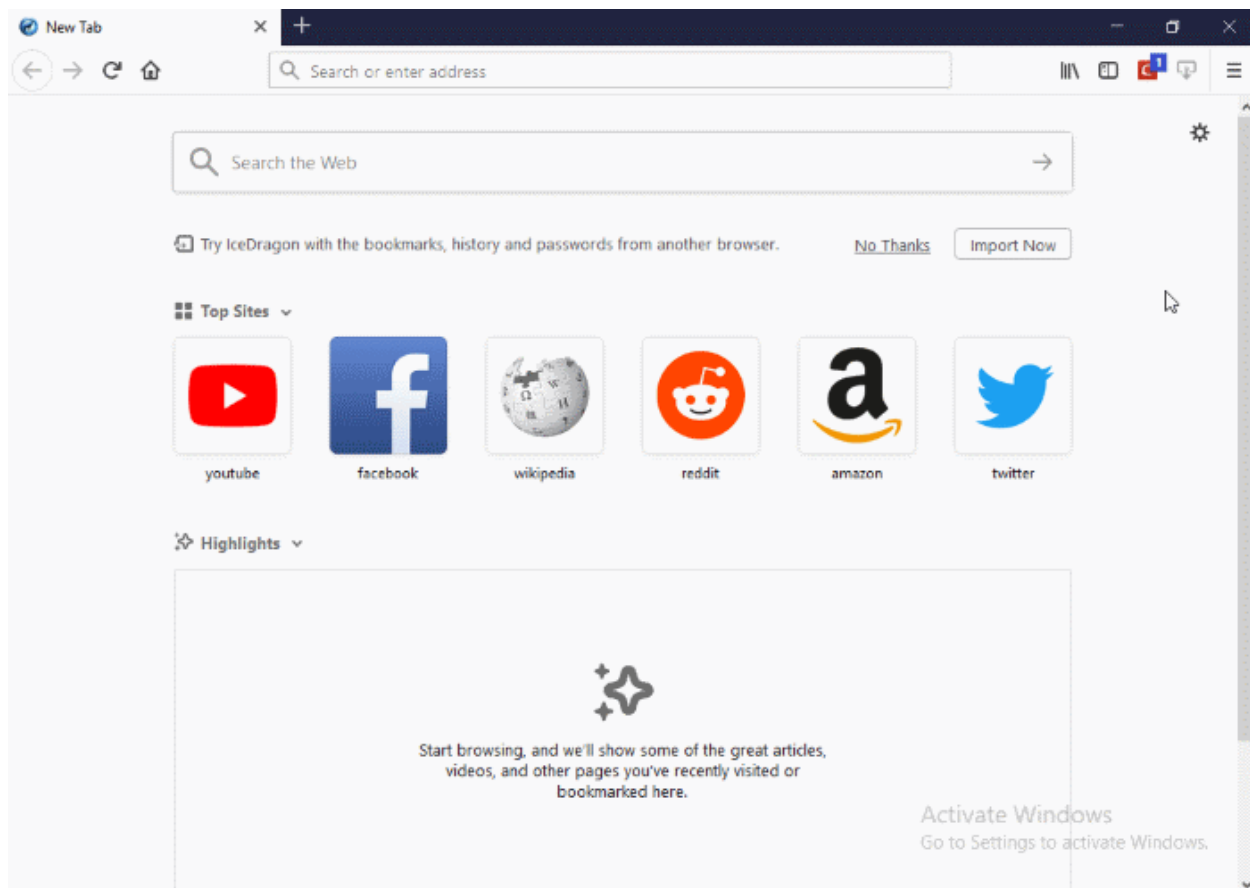 New Tab
Search or enter address
1
Search the Web
Try IceDragon with the bookmarks, history and passwords from another browser. No Thanks Import Now
Top Sites
youtube facebook wikipedia reddit amazon twitter
Highlights
Start browsing, and we'll show some of the great articles,
videos, and other pages you've recently visited or
bookmarked here.
Activate Windows
Go to Settings to activate Windows.